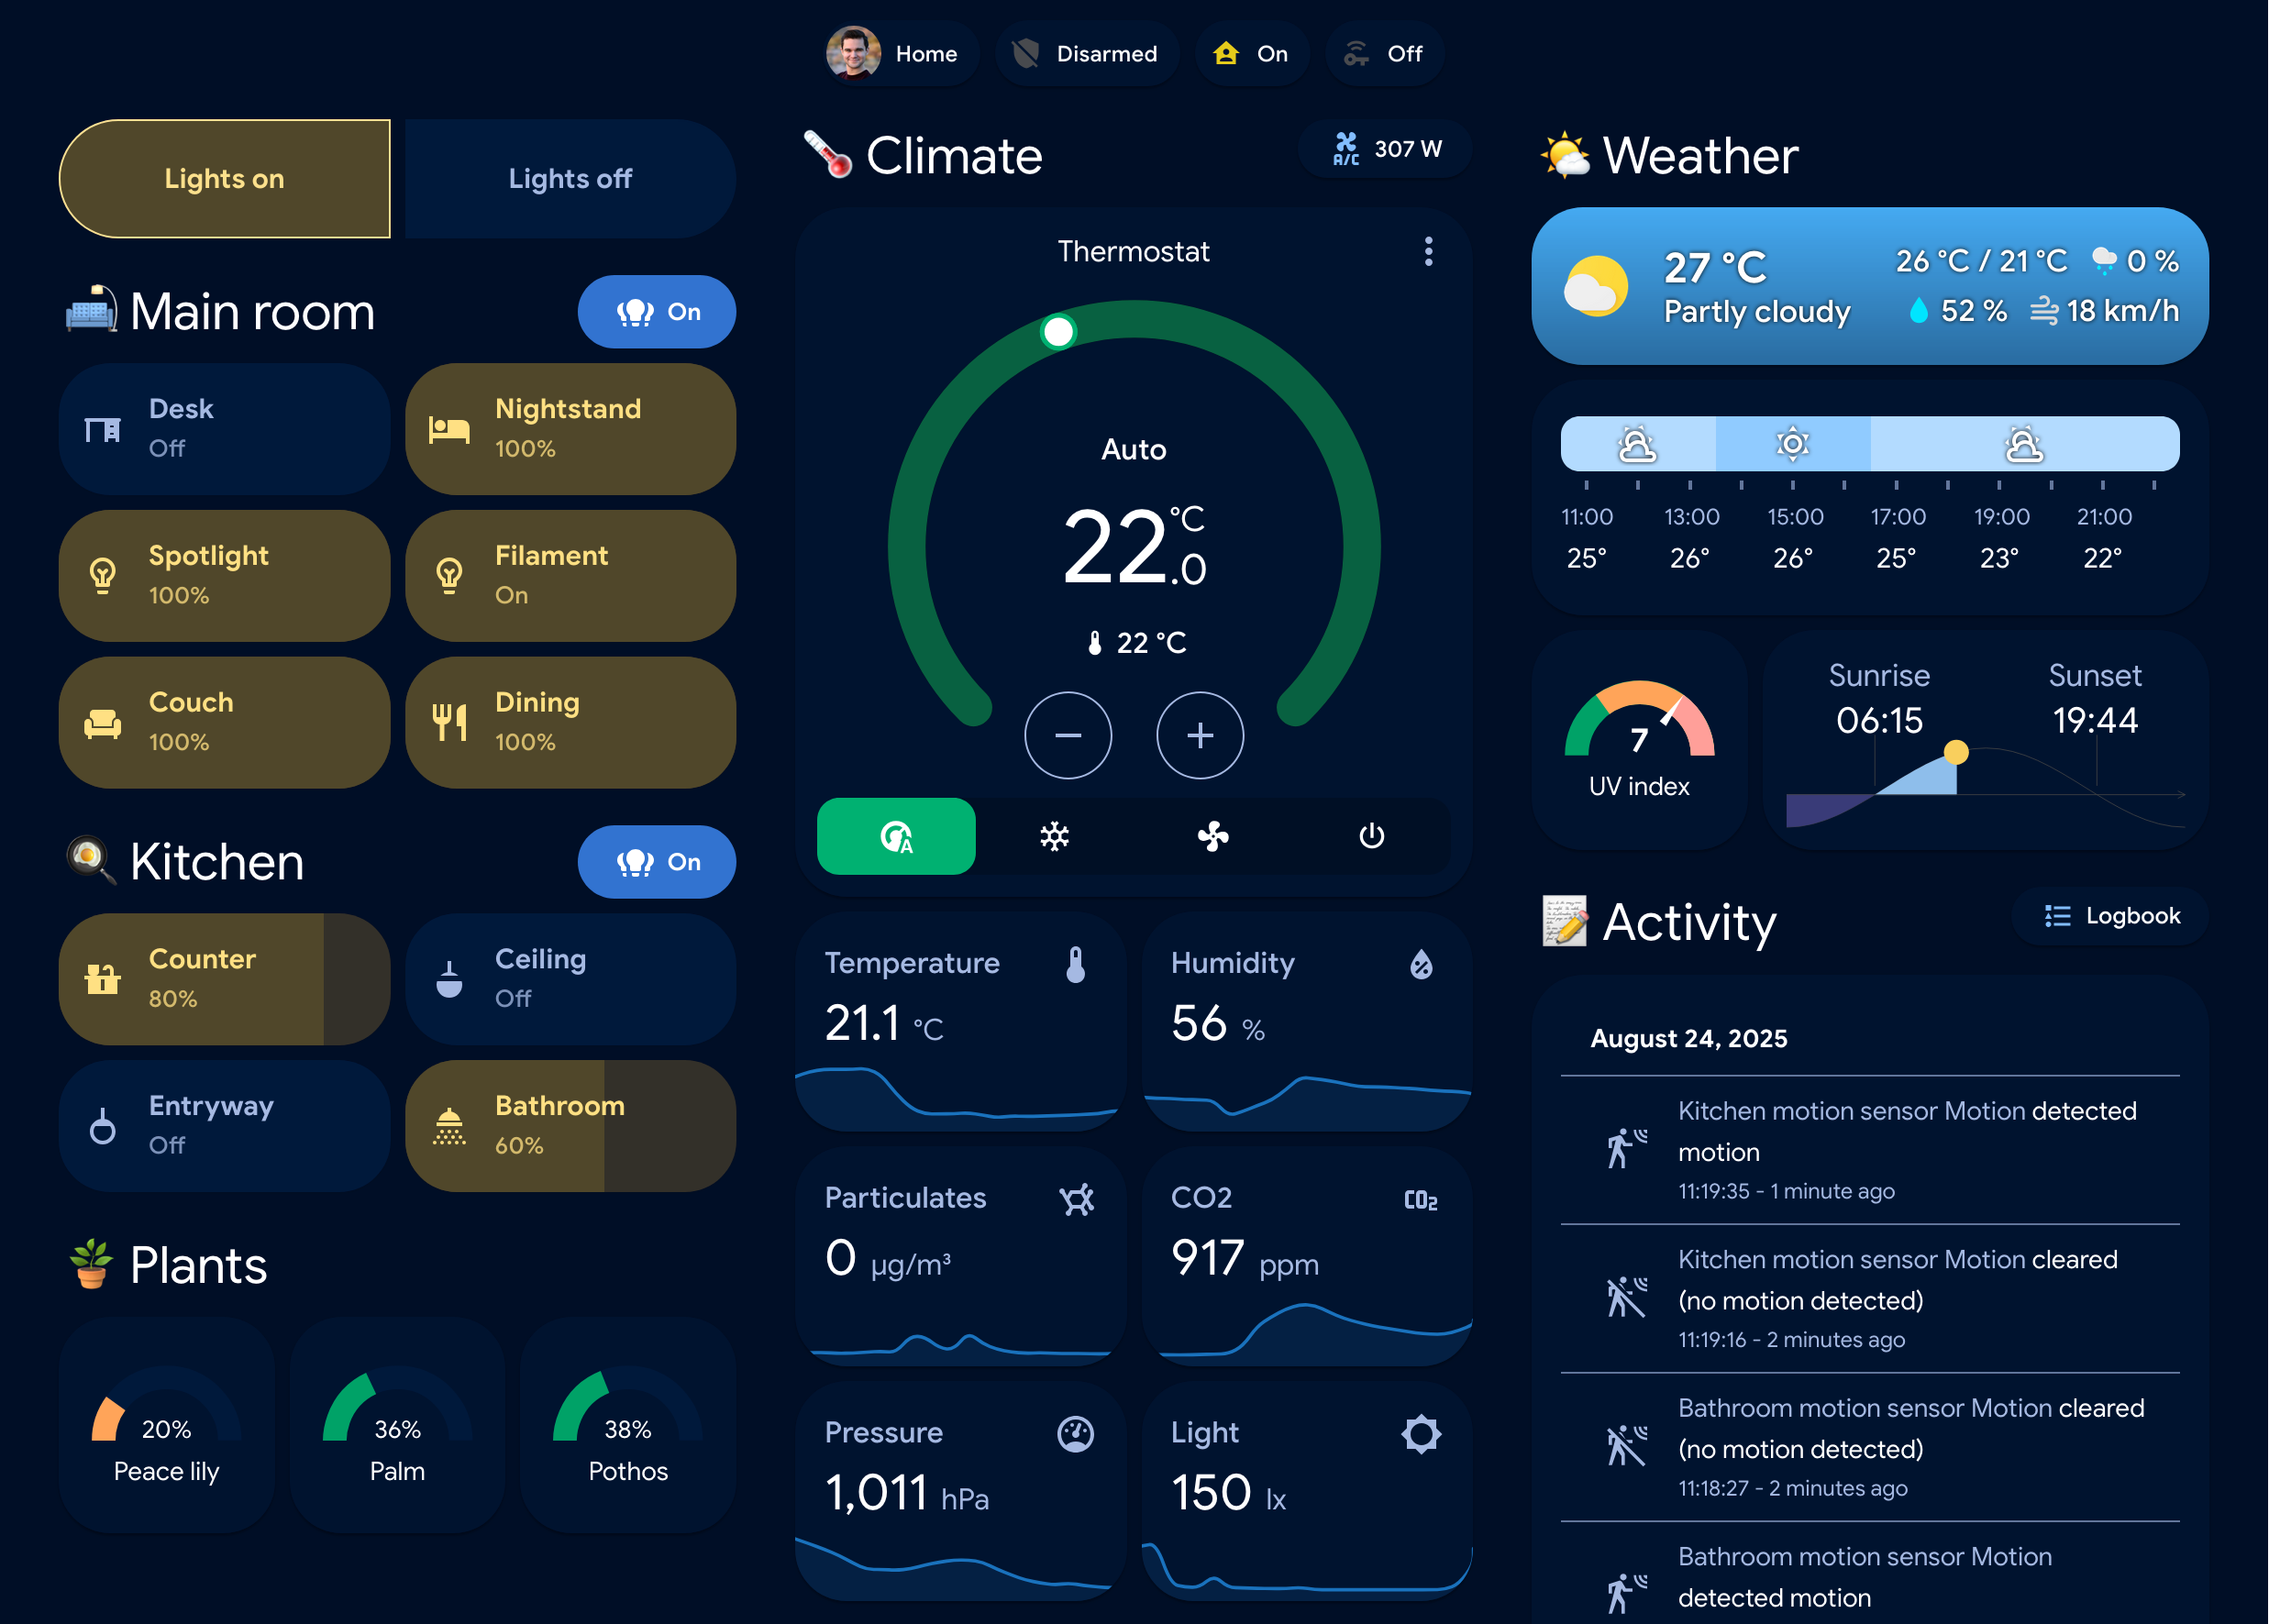 Home
Disarmed
On
Off
Lights on
Lights off
Main room
On
Desk
Off
Nightstand
100%
Spotlight
100%
Filament
On
Couch
100%
Dining
100%
Kitchen
On
Counter
80%
Ceiling
Off
Entryway
Off
Bathroom
60%
Plants
20%
Peace lily
36%
Palm
38%
Pothos
Climate
A/C
307 W
Thermostat
Auto
22.0 °C
22 °C
A
Temperature
21.1 °C
Humidity
56 %
Particulates
0 µg/m³
CO2
CO2
917 ppm
Pressure
1,011 hPa
Light
150 lx
Weather
27 °C
Partly cloudy
26 °C / 21 °C 0 %
52 % 18 km/h
11:00 13:00 15:00 17:00 19:00 21:00
25° 26° 26° 25° 23° 22°
7
UV index
Sunrise
06:15
Sunset
19:44
Activity
Logbook
August 24, 2025
Kitchen motion sensor Motion detected
motion
11:19:35 - 1 minute ago
Kitchen motion sensor Motion cleared
(no motion detected)
11:19:16 - 2 minutes ago
Bathroom motion sensor Motion cleared
(no motion detected)
11:18:27 - 2 minutes ago
Bathroom motion sensor Motion
detected motion